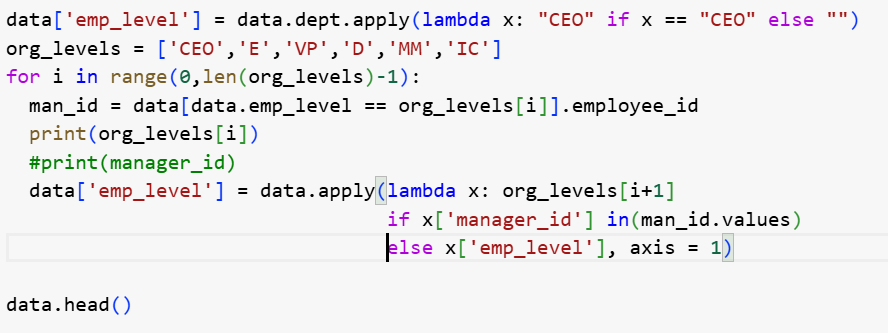 data['emp_level'] = data.dept.apply(lambda x: "CEO" if x == "CEO" else "")
org_levels = ['CEO','E','VP','D','MM','IC']
for i in range(0,len(org_levels)-1):
  man_id = data[data.emp_level == org_levels[i]].employee_id
  print(org_levels[i])
  #print(manager_id)
  data['emp_level'] = data.apply(lambda x: org_levels[i+1]
                                 if x['manager_id'] in(man_id.values)
                                 else x['emp_level'], axis = 1)

data.head()